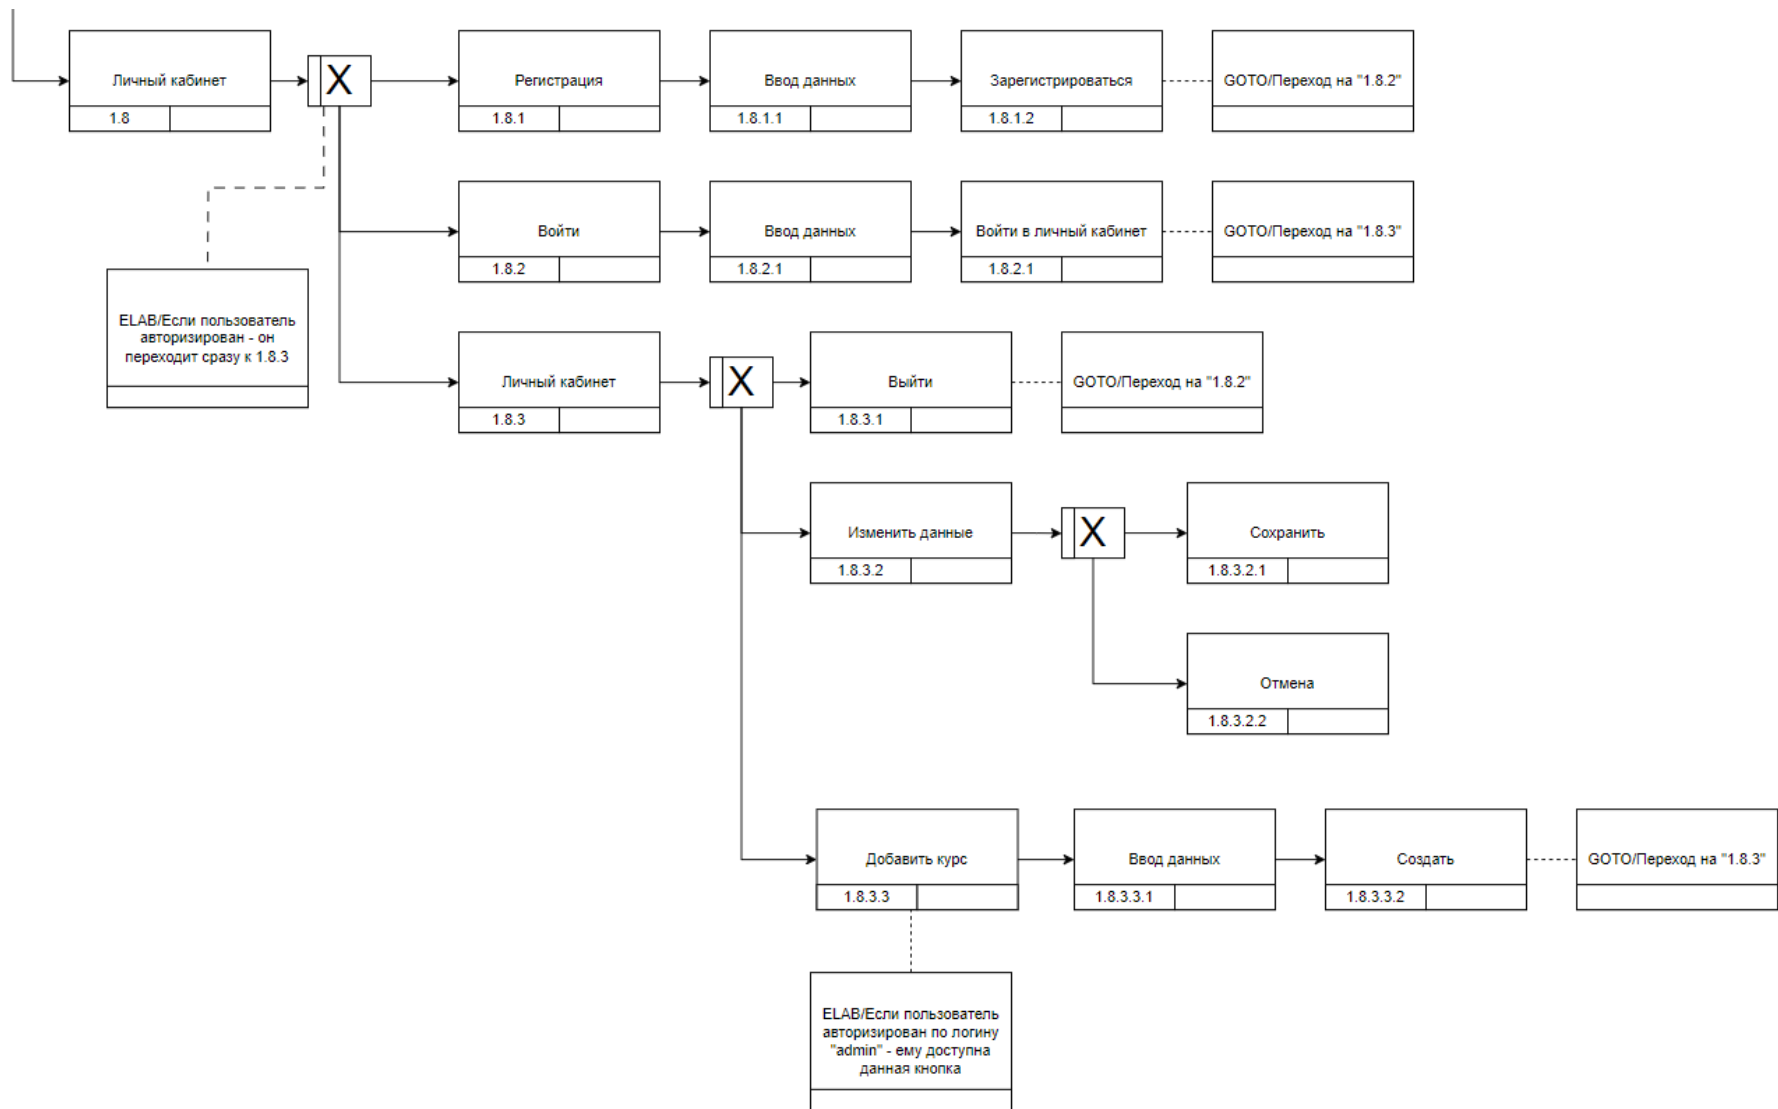 Личный кабинет
1.8
X
Регистрация
1.8.1
Ввод данных
1.8.1.1
Зарегистрироваться
1.8.1.2
GOTO/Переход на "1.8.2"
Войти
1.8.2
Ввод данных
1.8.2.1
Войти в личный кабинет
1.8.2.1
GOTO/Переход на "1.8.3"
ELAB/Если пользователь
авторизирован - он
переходит сразу к 1.8.3
Личный кабинет
1.8.3
X
Выйти
1.8.3.1
GOTO/Переход на "1.8.2"
Изменить данные
1.8.3.2
X
Сохранить
1.8.3.2.1
Отмена
1.8.3.2.2
Добавить курс
1.8.3.3
Ввод данных
1.8.3.3.1
Создать
1.8.3.3.2
GOTO/Переход на "1.8.3"
ELAB/Если пользователь
авторизирован по логину
"admin" - ему доступна
данная кнопка